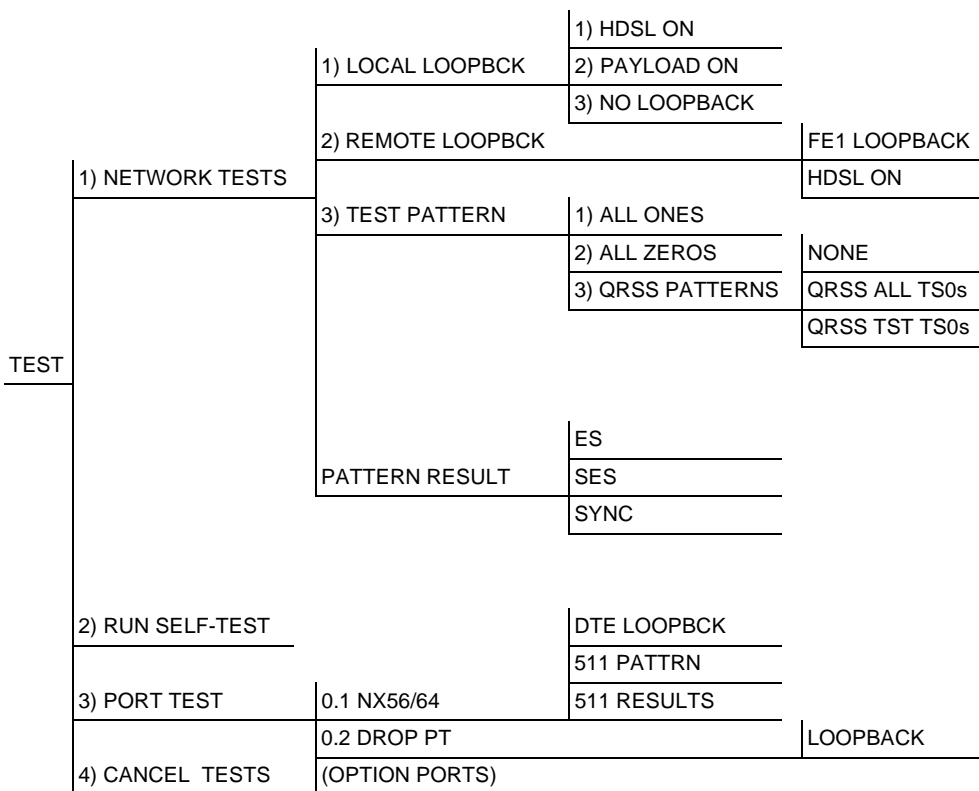 1) HDSL ON
1) LOCAL LOOPBCK 2) PAYLOAD ON
3) NO LOOPBACK
2) REMOTE LOOPBCK FE1 LOOPBACK
1) NETWORK TESTS HDSL ON
3) TEST PATTERN 1) ALL ONES
2) ALL ZEROS NONE
3) QRSS PATTERNS QRSS ALL TS0s
QRSS TST TS0s
TEST
ES
PATTERN RESULT SES
SYNC
2) RUN SELF-TEST DTE LOOPBCK
511 PATTRN
3) PORT TEST 0.1 NX56/64 511 RESULTS
0.2 DROP PT LOOPBACK
4) CANCEL TESTS (OPTION PORTS)